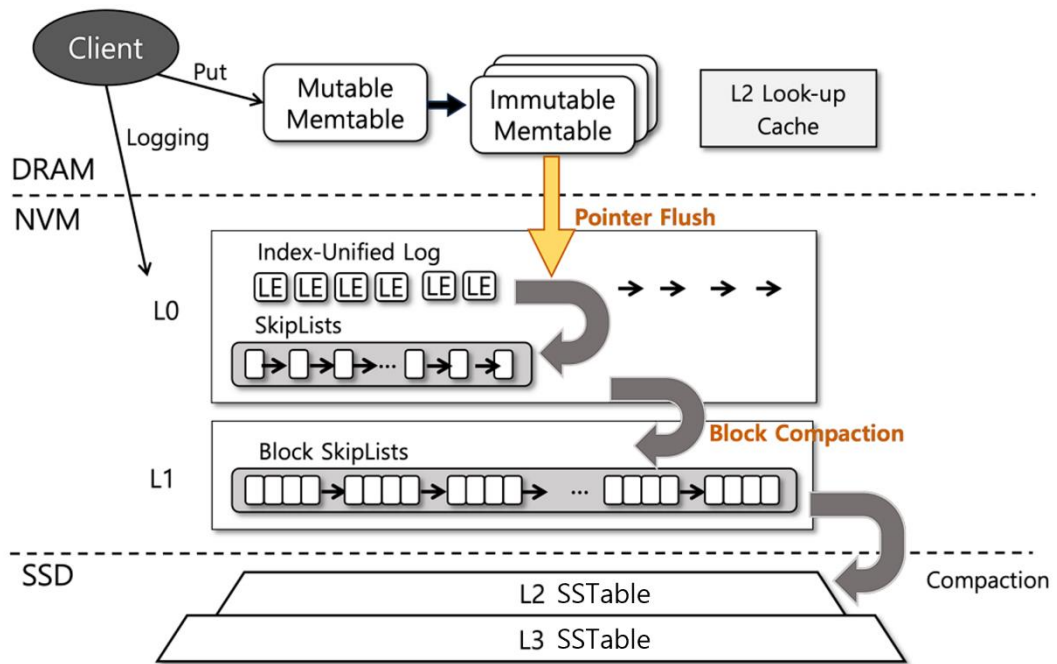 Client
Put
Logging
Mutable
Memtable
Immutable
Memtable
L2 Look-up
Cache
DRAM
NVM
Pointer Flush
Index-Unified Log
LE LE LE LE LE LE
L0
SkipLists
...
Block Compaction
Block SkipLists
L1
...
SSD
Compaction
L2 SSTable
L3 SSTable